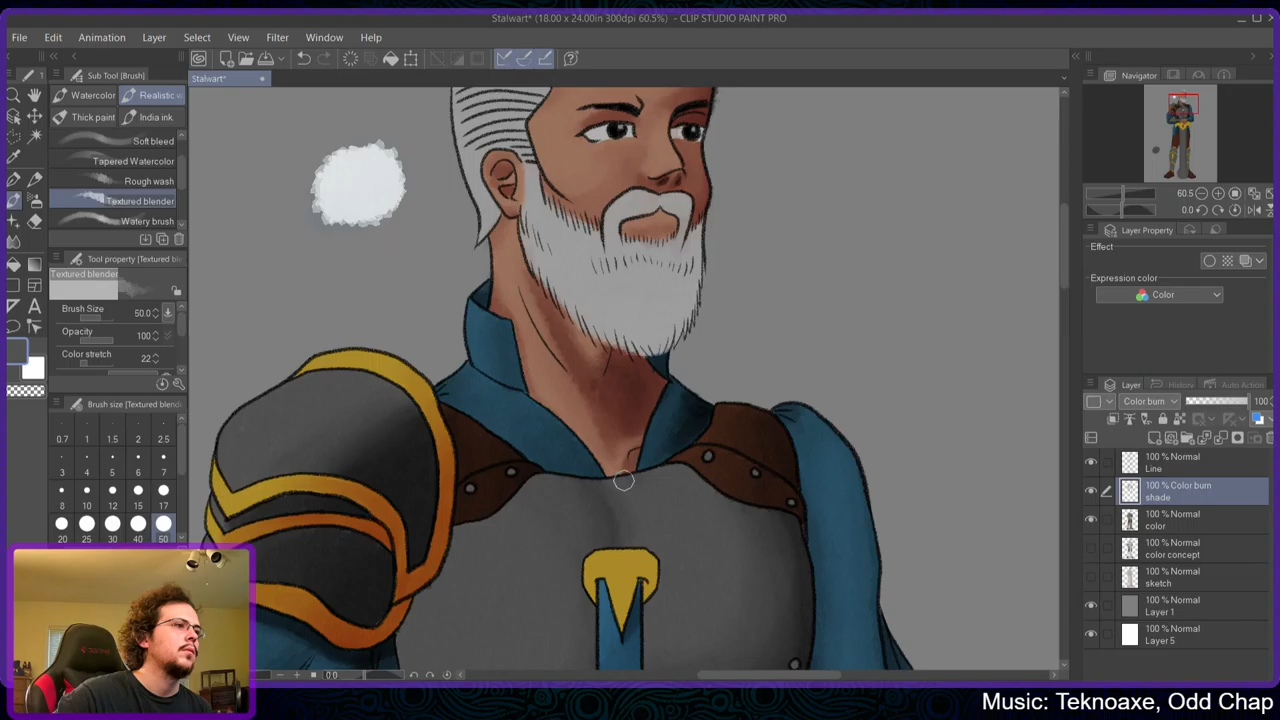 Stalwart* (18.00 x 24.00in 300dpi 60.5%) - CLIP STUDIO PAINT PRO
File Edit Animation Layer Select View Filter Window Help
Sub Tool [Brush]
Stalwart*
Navigator
Watercolor
Realistic w
Thick paint
India ink
Soft bleed
Tapered Watercolor
Rough wash
Textured blender
Watery brush
60.5
0.0
Layer Property
Effect
Expression color
Color
Tool property [Textured ble
Textured blender
Brush Size 50.0
Opacity 100
Color stretch 22
Brush size [Textured blend
0.7 1 1.5 2 2.5
3 4 5 6 7
8 10 12 15 17
20 25 30 40 50
Layer History Auto Action
Color burn 100
100 % Normal
Line
100 % Color burn
shade
100 % Normal
color
100 % Normal
color concept
100 % Normal
sketch
100 % Normal
Layer 1
100 % Normal
Layer 5
0.0
Music: Teknoaxe, Odd Chap